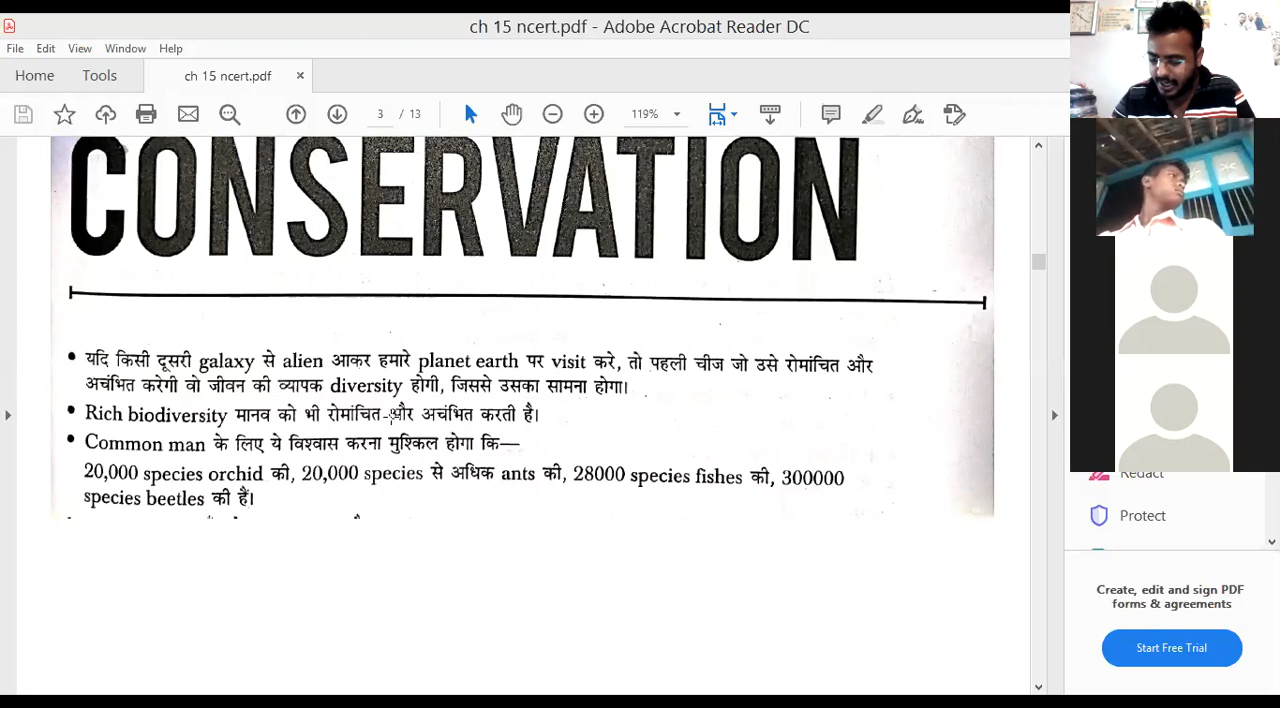 ch 15 ncert.pdf - Adobe Acrobat Reader DC
File Edit View Window Help
Home Tools ch 15 ncert.pdf ×
3 / 13 119%
CONSERVATION
• यदि किसी दूसरी galaxy से alien आकर हमारे planet earth पर visit करे, तो पहली चीज जो उसे रोमांचित और
अचंभित करेगी वो जीवन की व्यापक diversity होगी, जिससे उसका सामना होगा।
• Rich biodiversity मानव को भी रोमांचित और अचंभित करती है।
• Common man के लिए ये विश्वास करना मुश्किल होगा कि—
20,000 species orchid की, 20,000 species से अधिक ants की, 28000 species fishes की, 300000
species beetles की हैं।
Redact
Protect
Create, edit and sign PDF
forms & agreements
Start Free Trial